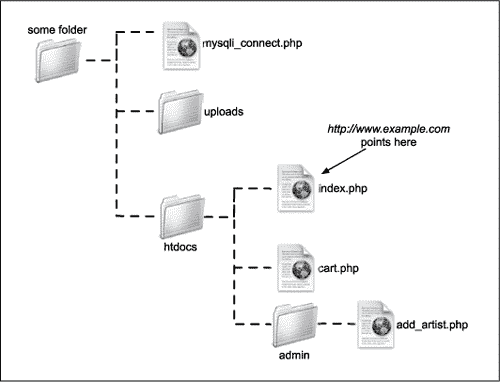 some folder
mysqli_connect.php
uploads
http://www.example.com
points here
index.php
htdocs
cart.php
add_artist.php
admin